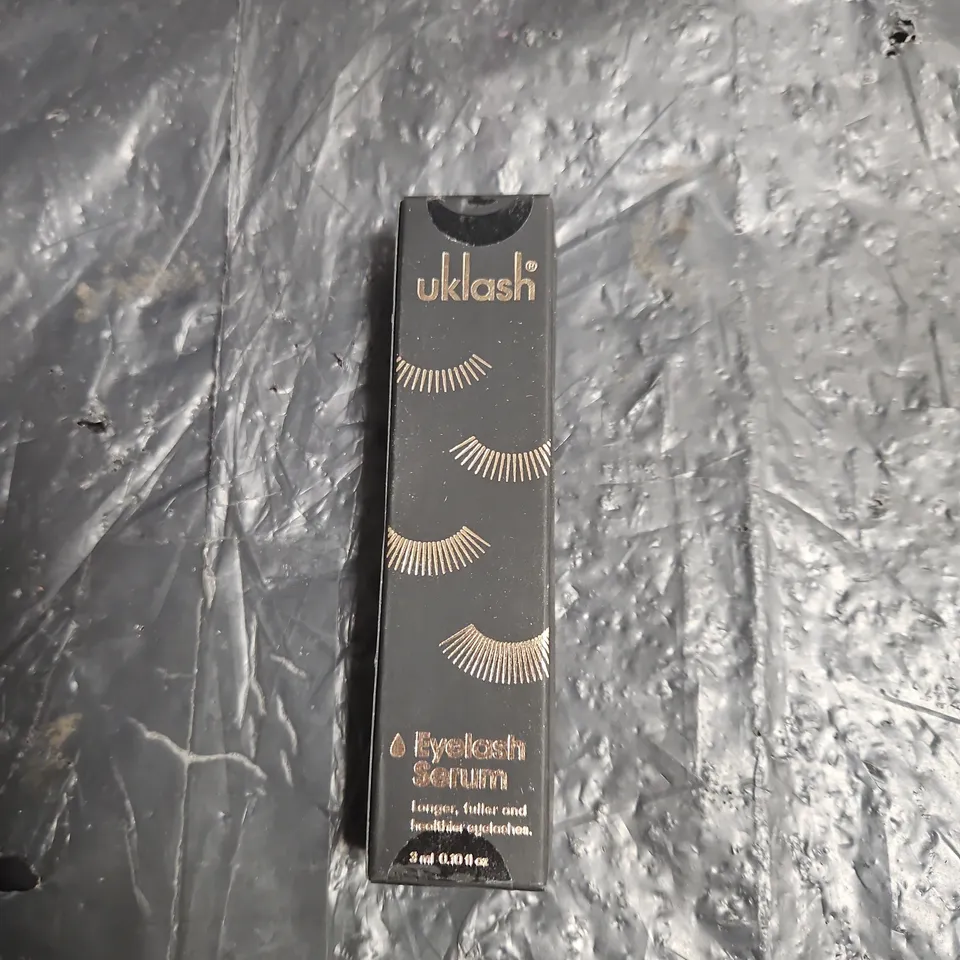 uklash®
Eyelash
Serum
Longer, fuller and
healthier eyelashes.
3 ml 0.10 fl oz